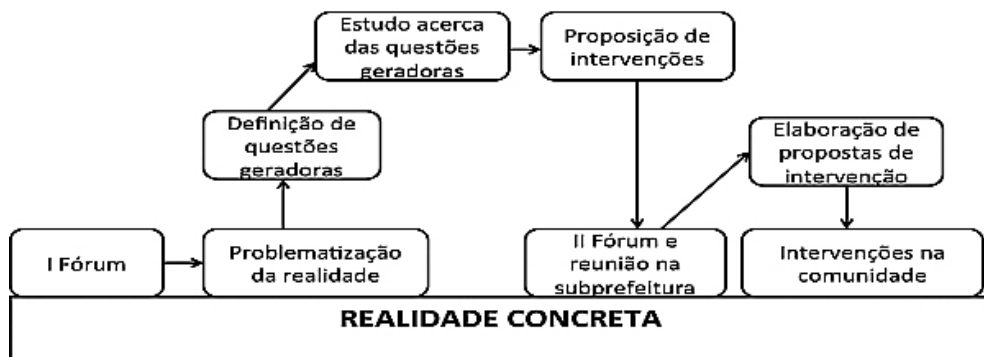 Estudo acerca
das questões
geradoras
Proposição de
intervenções
Definição de
questões
geradoras
Elaboração de
propostas de
intervenção
I Fórum
Problematização
da realidade
II Fórum e
reunião na
subprefeitura
Intervenções na
comunidade
REALIDADE CONCRETA